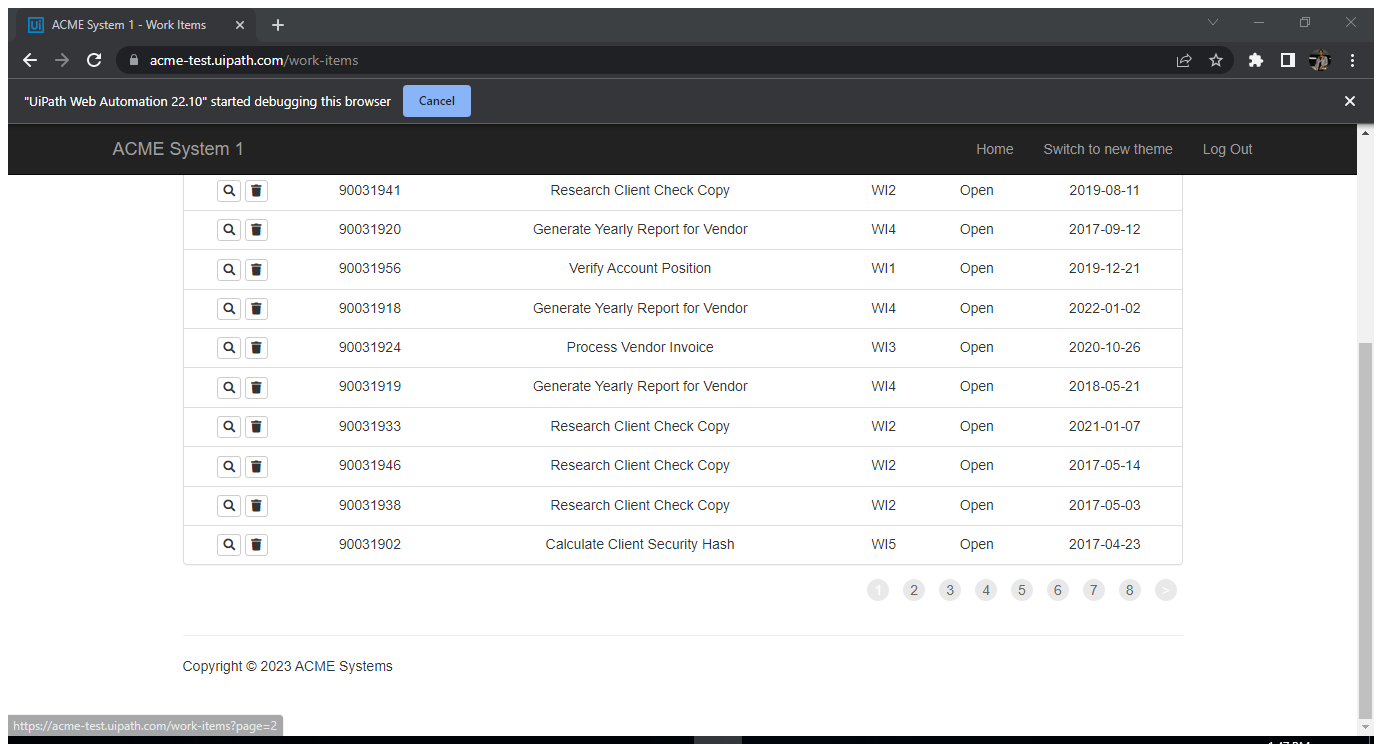 Ui ACME System 1 - Work Items
acme-test.uipath.com/work-items
"UiPath Web Automation 22.10" started debugging this browser Cancel
ACME System 1 Home Switch to new theme Log Out
90031941 Research Client Check Copy WI2 Open 2019-08-11
90031920 Generate Yearly Report for Vendor WI4 Open 2017-09-12
90031956 Verify Account Position WI1 Open 2019-12-21
90031918 Generate Yearly Report for Vendor WI4 Open 2022-01-02
90031924 Process Vendor Invoice WI3 Open 2020-10-26
90031919 Generate Yearly Report for Vendor WI4 Open 2018-05-21
90031933 Research Client Check Copy WI2 Open 2021-01-07
90031946 Research Client Check Copy WI2 Open 2017-05-14
90031938 Research Client Check Copy WI2 Open 2017-05-03
90031902 Calculate Client Security Hash WI5 Open 2017-04-23
1 2 3 4 5 6 7 8 >
Copyright © 2023 ACME Systems
https://acme-test.uipath.com/work-items?page=2